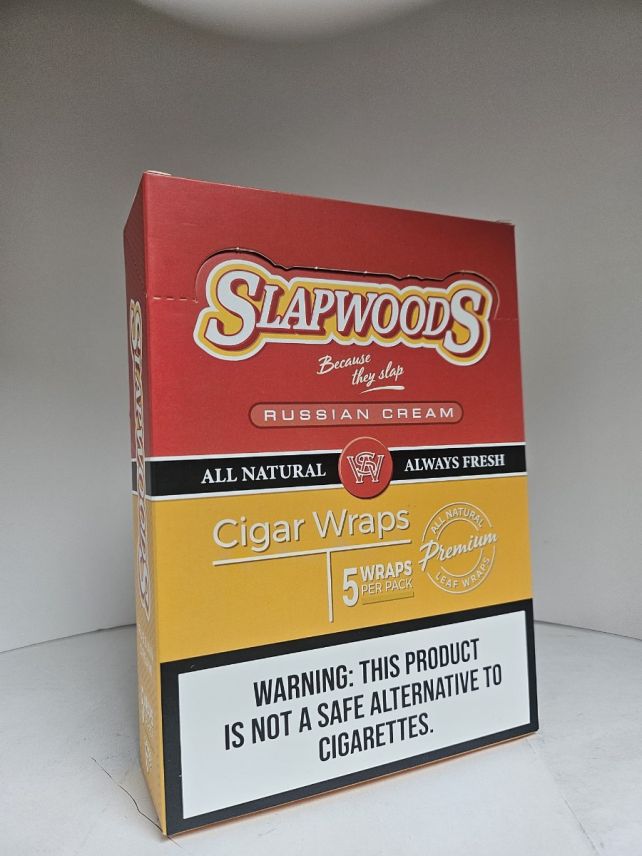 SLAPWOODS
Because
they slap
RUSSIAN CREAM
ALL NATURAL
ALWAYS FRESH
Cigar Wraps
5 WRAPS
PER PACK
ALL NATURAL
Premium
LEAF WRAPS
WARNING: THIS PRODUCT
IS NOT A SAFE ALTERNATIVE TO
CIGARETTES.
SLAPWOODS